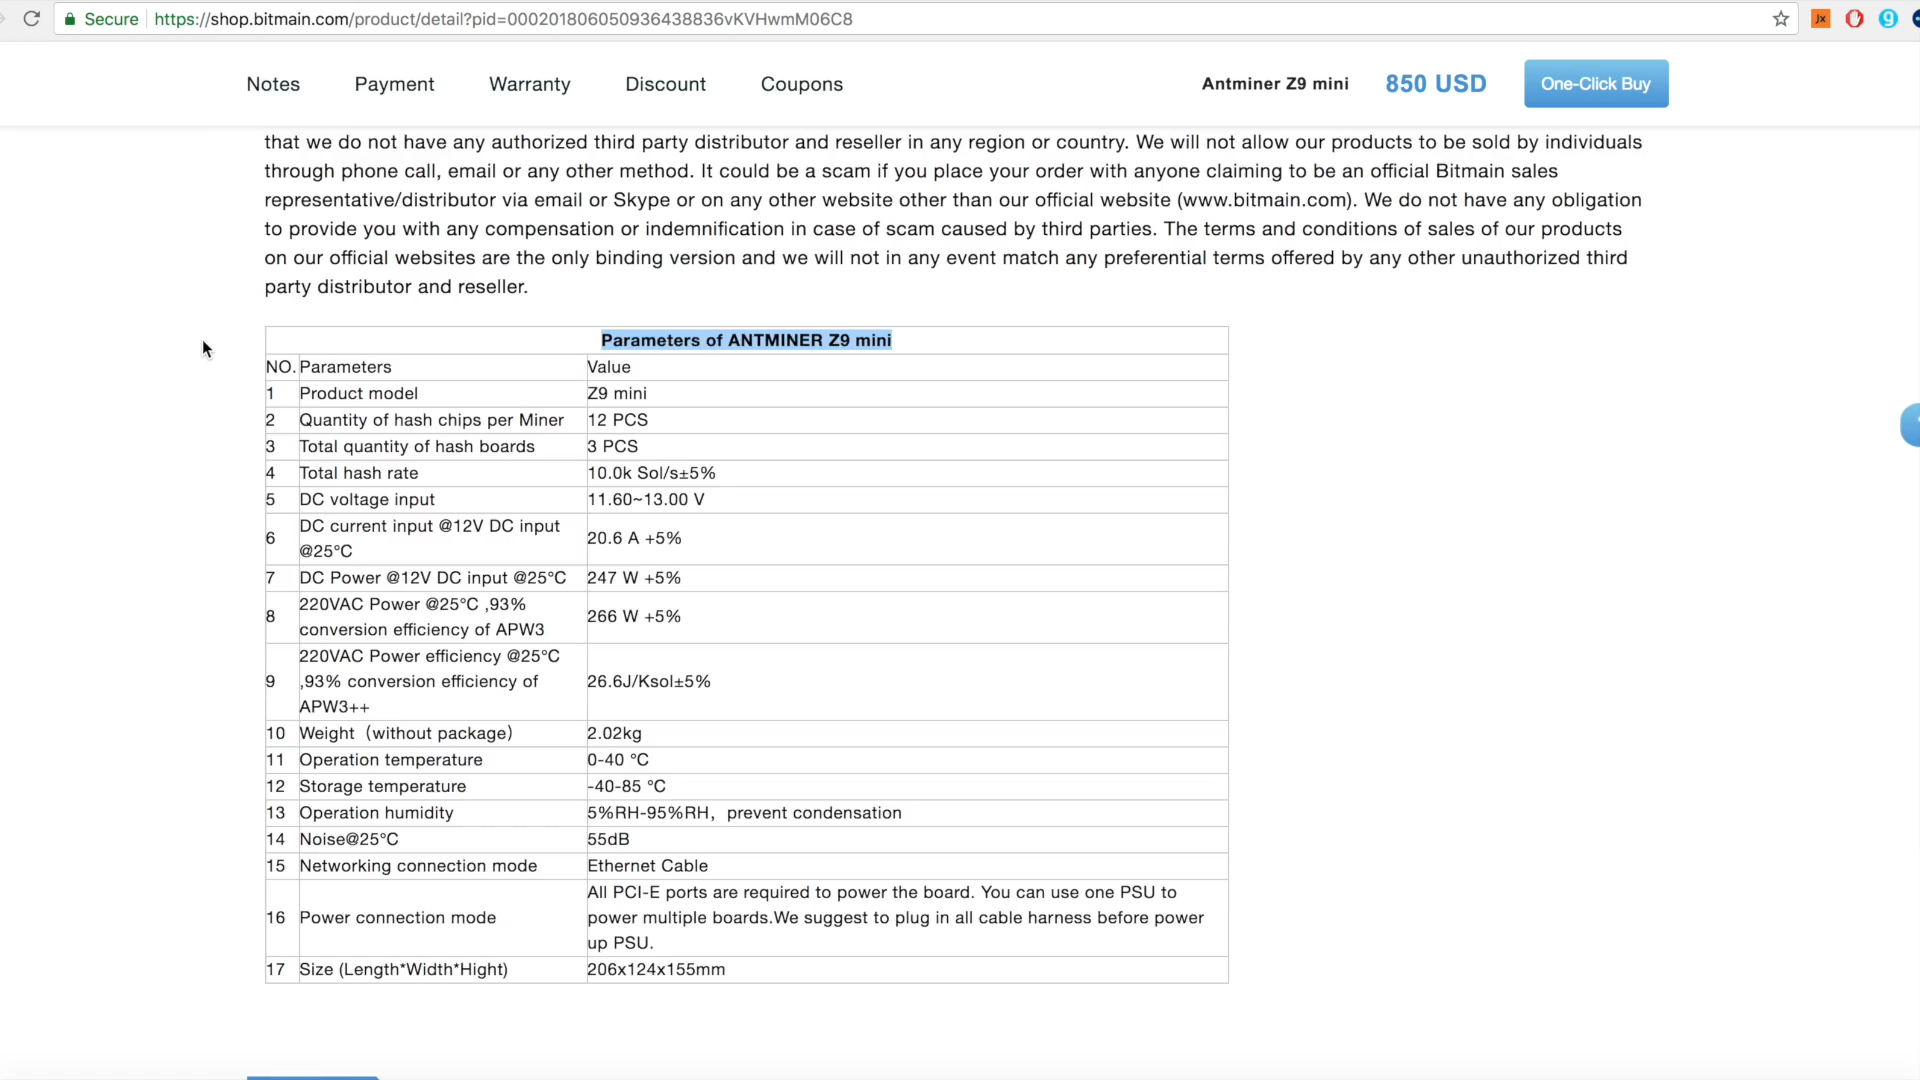 Secure https://shop.bitmain.com/product/detail?pid=000201806050936438836vKVHwmM06C8
Notes Payment Warranty Discount Coupons Antminer Z9 mini 850 USD One-Click Buy
that we do not have any authorized third party distributor and reseller in any region or country. We will not allow our products to be sold by individuals
through phone call, email or any other method. It could be a scam if you place your order with anyone claiming to be an official Bitmain sales
representative/distributor via email or Skype or on any other website other than our official website (www.bitmain.com). We do not have any obligation
to provide you with any compensation or indemnification in case of scam caused by third parties. The terms and conditions of sales of our products
on our official websites are the only binding version and we will not in any event match any preferential terms offered by any other unauthorized third
party distributor and reseller.
Parameters of ANTMINER Z9 mini
NO. Parameters Value
1 Product model Z9 mini
2 Quantity of hash chips per Miner 12 PCS
3 Total quantity of hash boards 3 PCS
4 Total hash rate 10.0k Sol/s±5%
5 DC voltage input 11.60~13.00 V
6 DC current input @12V DC input
@25°C 20.6 A +5%
7 DC Power @12V DC input @25°C 247 W +5%
8 220VAC Power @25°C ,93%
conversion efficiency of APW3 266 W +5%
9 220VAC Power efficiency @25°C
,93% conversion efficiency of
APW3++ 26.6J/Ksol±5%
10 Weight（without package） 2.02kg
11 Operation temperature 0-40 °C
12 Storage temperature -40-85 °C
13 Operation humidity 5%RH-95%RH，prevent condensation
14 Noise@25°C 55dB
15 Networking connection mode Ethernet Cable
16 Power connection mode All PCI-E ports are required to power the board. You can use one PSU to
power multiple boards.We suggest to plug in all cable harness before power
up PSU.
17 Size (Length*Width*Hight) 206x124x155mm